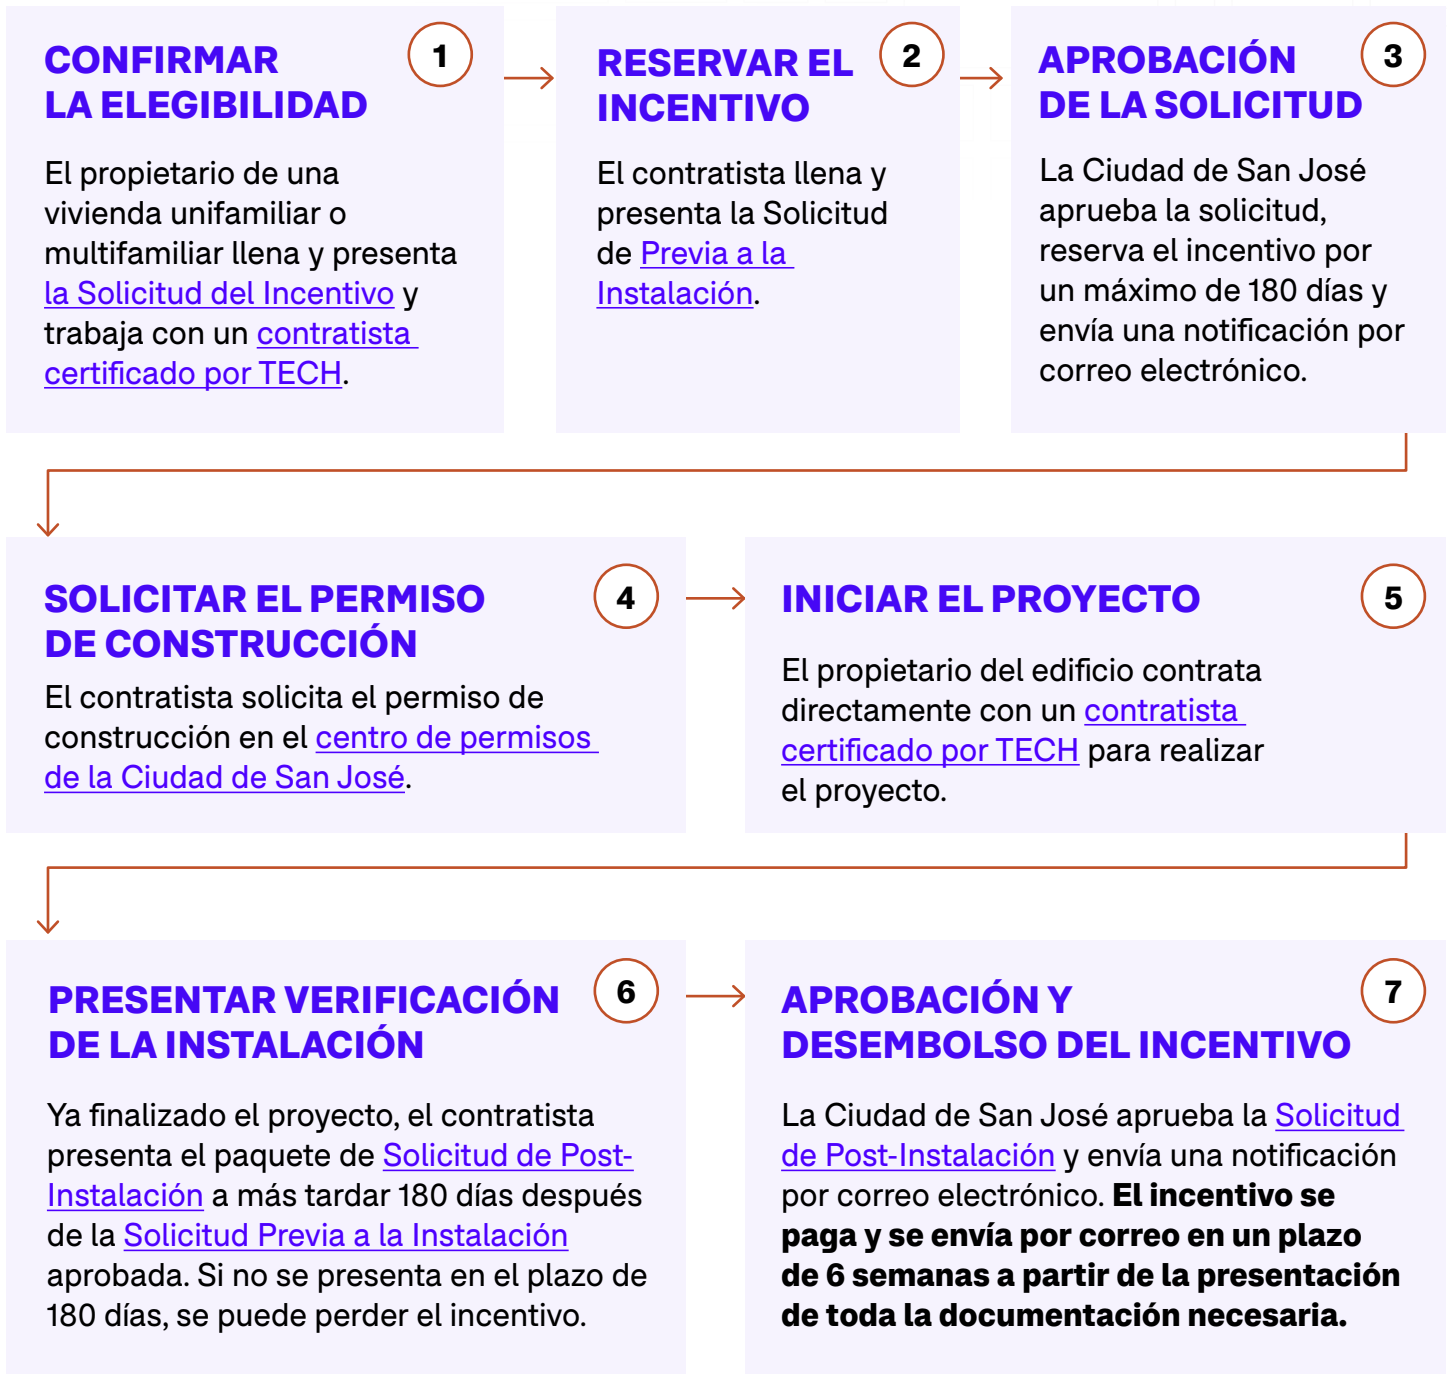 CONFIRMAR
LA ELEGIBILIDAD
1
El propietario de una
vivienda unifamiliar o
multifamiliar llena y presenta
la Solicitud del Incentivo y
trabaja con un contratista
certificado por TECH.
RESERVAR EL
INCENTIVO
2
El contratista llena y
presenta la Solicitud
de Previa a la
Instalación.
APROBACIÓN
DE LA SOLICITUD
3
La Ciudad de San José
aprueba la solicitud,
reserva el incentivo por
un máximo de 180 días y
envía una notificación por
correo electrónico.
SOLICITAR EL PERMISO
DE CONSTRUCCIÓN
4
El contratista solicita el permiso de
construcción en el centro de permisos
de la Ciudad de San José.
INICIAR EL PROYECTO
5
El propietario del edificio contrata
directamente con un contratista
certificado por TECH para realizar
el proyecto.
PRESENTAR VERIFICACIÓN
DE LA INSTALACIÓN
6
Ya finalizado el proyecto, el contratista
presenta el paquete de Solicitud de Post-
Instalación a más tardar 180 días después
de la Solicitud Previa a la Instalación
aprobada. Si no se presenta en el plazo de
180 días, se puede perder el incentivo.
APROBACIÓN Y
DESEMBOLSO DEL INCENTIVO
7
La Ciudad de San José aprueba la Solicitud
de Post-Instalación y envía una notificación
por correo electrónico. El incentivo se
paga y se envía por correo en un plazo
de 6 semanas a partir de la presentación
de toda la documentación necesaria.